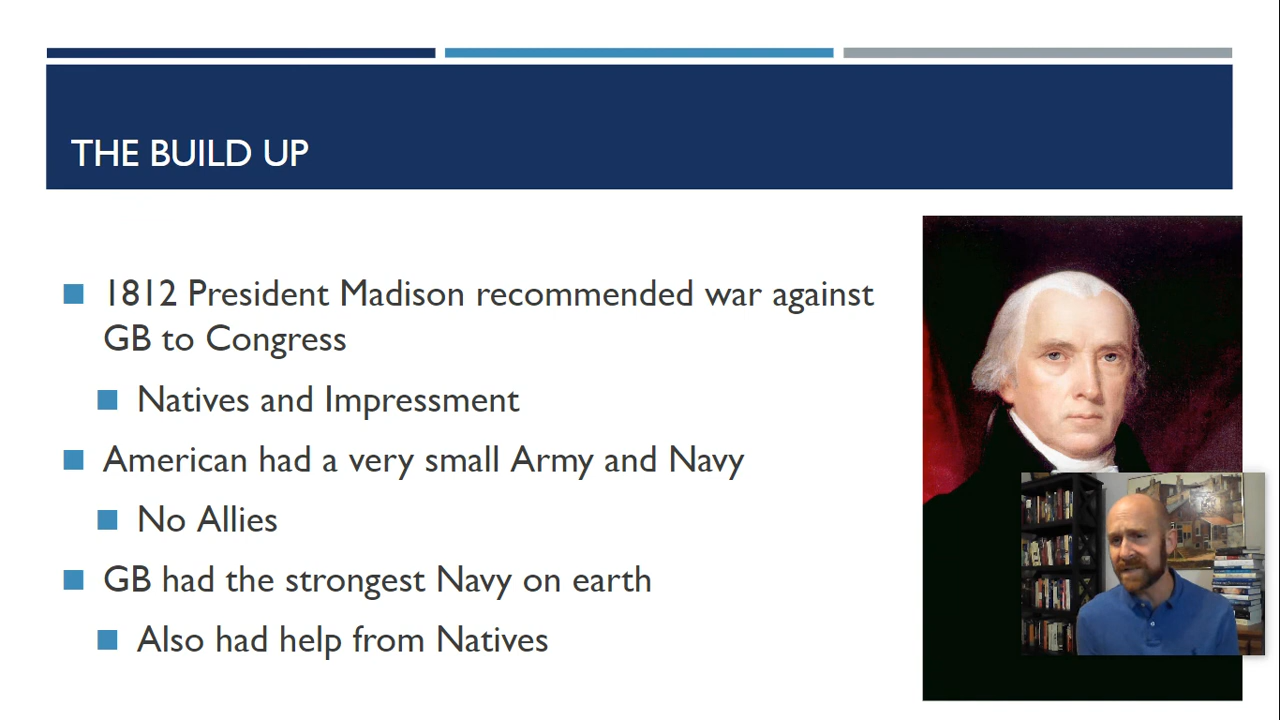 THE BUILD UP
1812 President Madison recommended war against
GB to Congress
Natives and Impressment
American had a very small Army and Navy
No Allies
GB had the strongest Navy on earth
Also had help from Natives